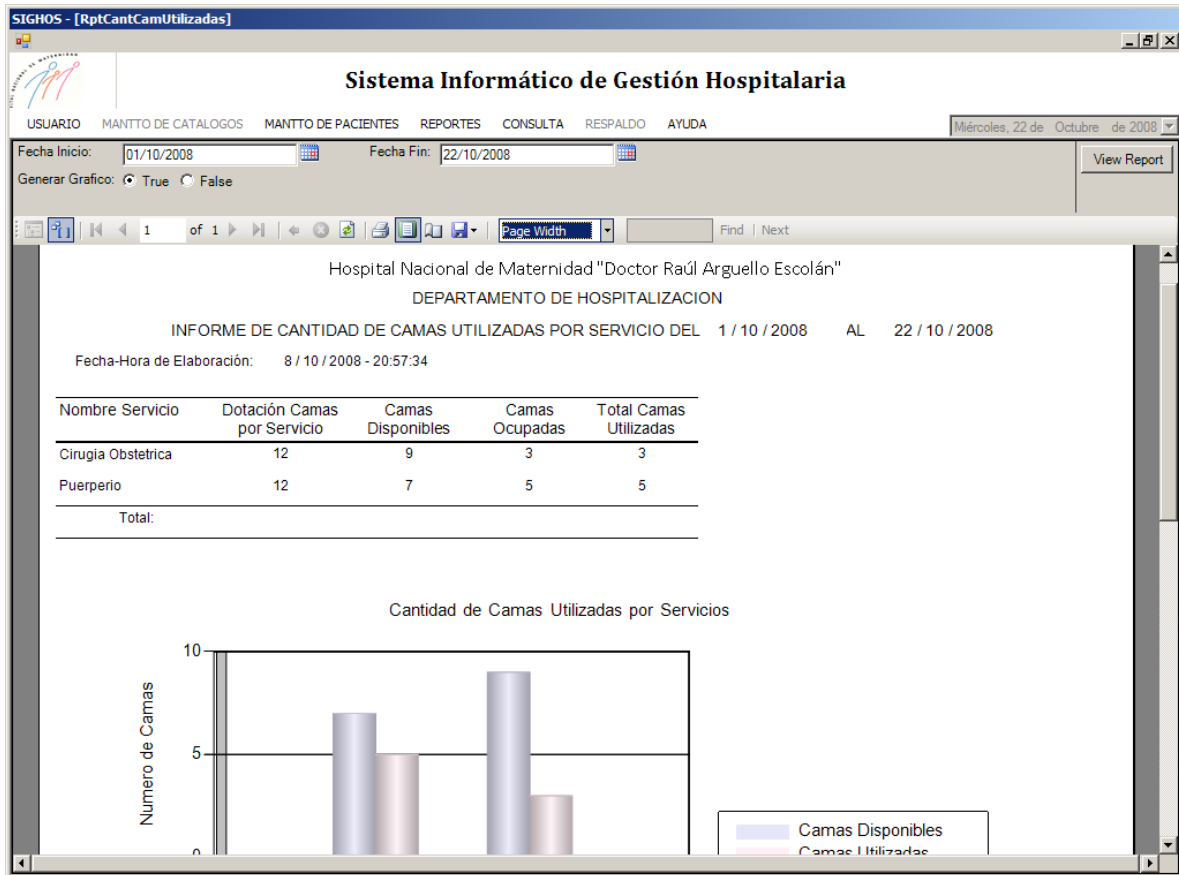 SIGHOS - [RptCantCamUtilizadas]
Sistema Informático de Gestión Hospitalaria
USUARIO MANTTO DE CATALOGOS MANTTO DE PACIENTES REPORTES CONSULTA RESPALDO AYUDA
Miércoles, 22 de Octubre de 2008
Fecha Inicio: 01/10/2008 Fecha Fin: 22/10/2008
View Report
Generar Grafico: True False
1 of 1 Page Width Find | Next
Hospital Nacional de Maternidad "Doctor Raúl Arguello Escolán"
DEPARTAMENTO DE HOSPITALIZACION
INFORME DE CANTIDAD DE CAMAS UTILIZADAS POR SERVICIO DEL 1 / 10 / 2008 AL 22 / 10 / 2008
Fecha-Hora de Elaboración: 8 / 10 / 2008 - 20:57:34
Nombre Servicio Dotación Camas Camas Camas Total Camas
por Servicio Disponibles Ocupadas Utilizadas
Cirugia Obstetrica 12 9 3 3
Puerperio 12 7 5 5
Total:
Cantidad de Camas Utilizadas por Servicios
10
Numero de Camas
5
0
Camas Disponibles
Camas Utilizadas